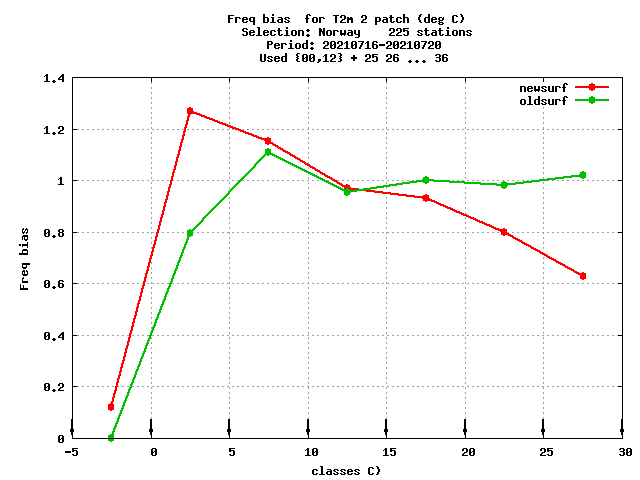 Freq bias  for T2m 2 patch (deg C)
Selection: Norway    225 stations
Period: 20210716-20210720
Used {00,12} + 25 26 ... 36
1.4
newsurf
oldsurf
1.2
1
0.8
Freq bias
0.6
0.4
0.2
0
-5 0 5 10 15 20 25 30
classes C)